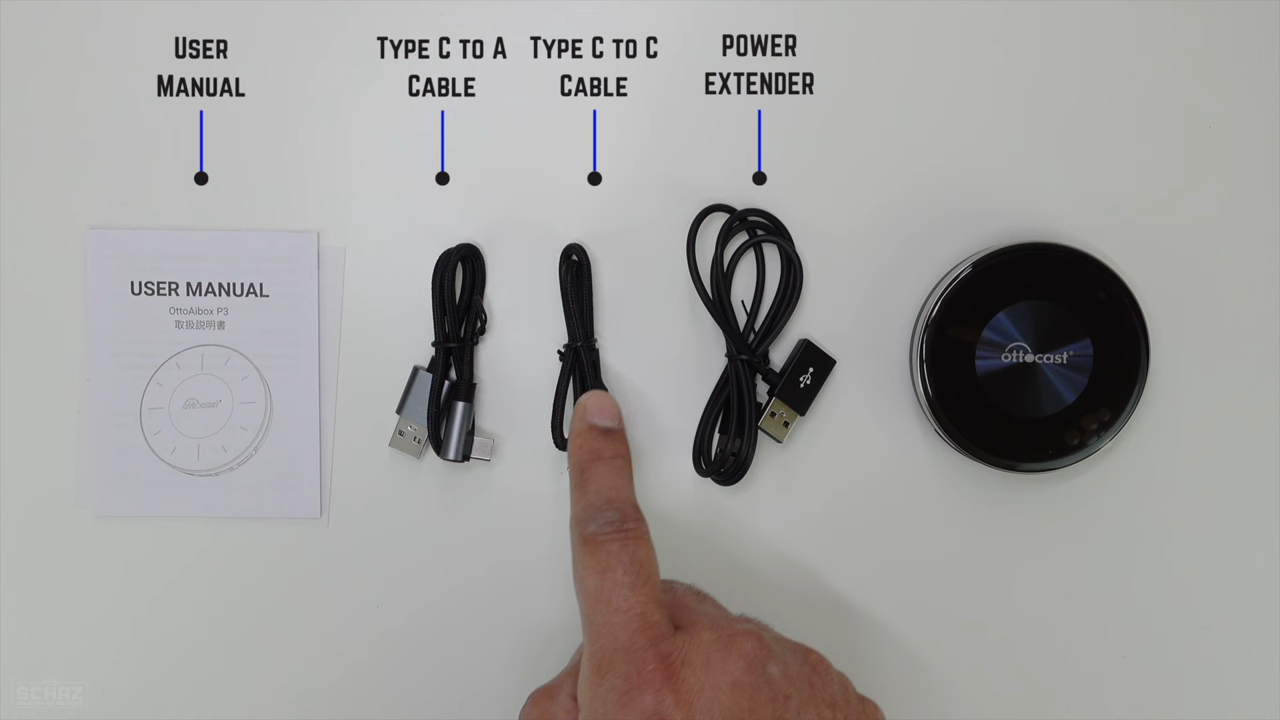 USER
MANUAL
TYPE C TO A
CABLE
TYPE C TO C
CABLE
POWER
EXTENDER
USER MANUAL
OttoAibox P3
取扱説明書
ottocast
ottocast®
SCHAZ